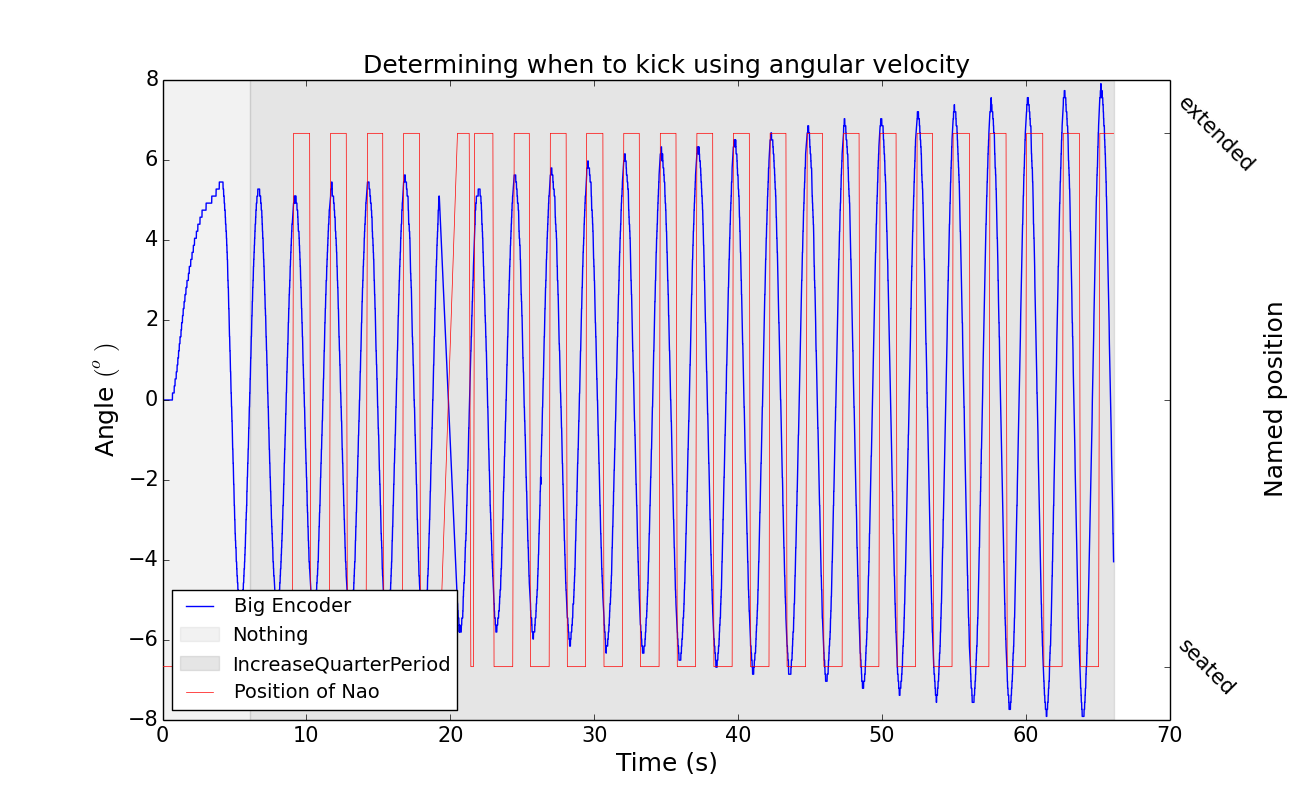 Determining when to kick using angular velocity
8
6
4
2
0
−2
−4
−6
−8
Angle (°)
Big Encoder
Nothing
IncreaseQuarterPeriod
Position of Nao
0 10 20 30 40 50 60 70
Time (s)
extended
seated
Named position